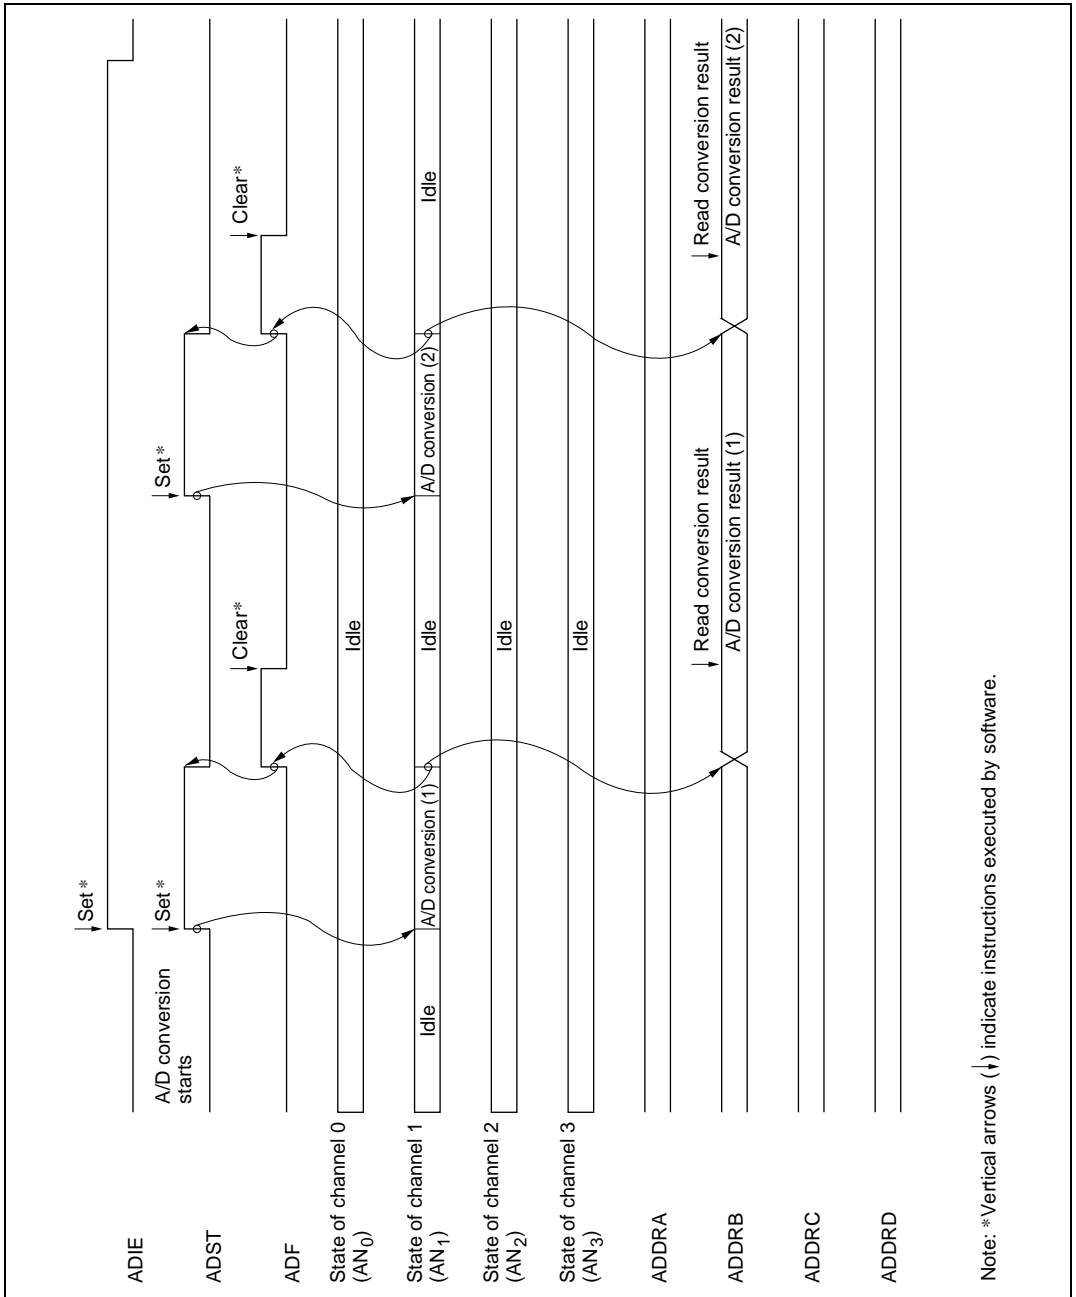 Set*
ADIE
A/D conversion
starts
Set*
Set*
ADST
Clear*
Clear*
ADF
State of channel 0
(AN0)
Idle
State of channel 1
(AN1)
Idle
A/D conversion (1)
Idle
A/D conversion (2)
Idle
State of channel 2
(AN2)
Idle
State of channel 3
(AN3)
Idle
ADDRA
Read conversion result
Read conversion result
ADDRB
A/D conversion result (1)
A/D conversion result (2)
ADDRC
ADDRD
Note: *Vertical arrows (↓) indicate instructions executed by software.